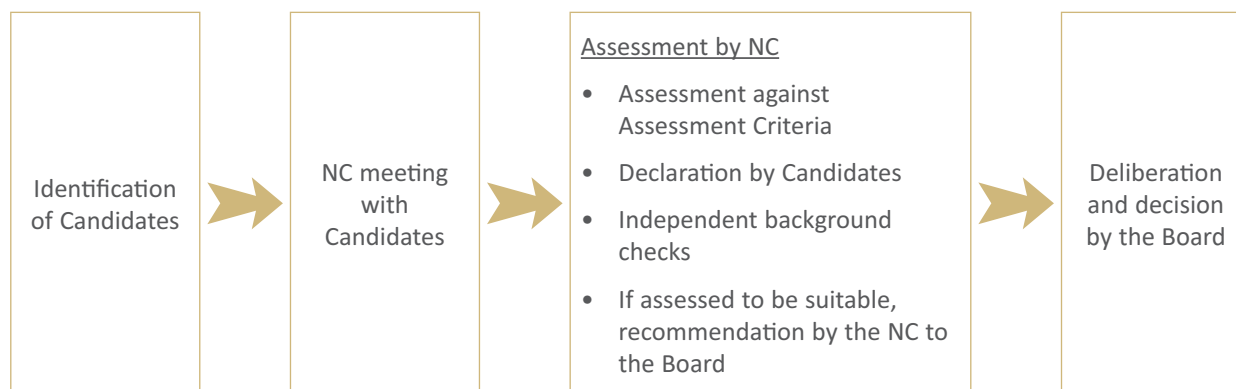 Identification
of Candidates
NC meeting
with
Candidates
Assessment by NC
• Assessment against
Assessment Criteria
• Declaration by Candidates
• Independent background
checks
• If assessed to be suitable,
recommendation by the NC to
the Board
Deliberation
and decision
by the Board